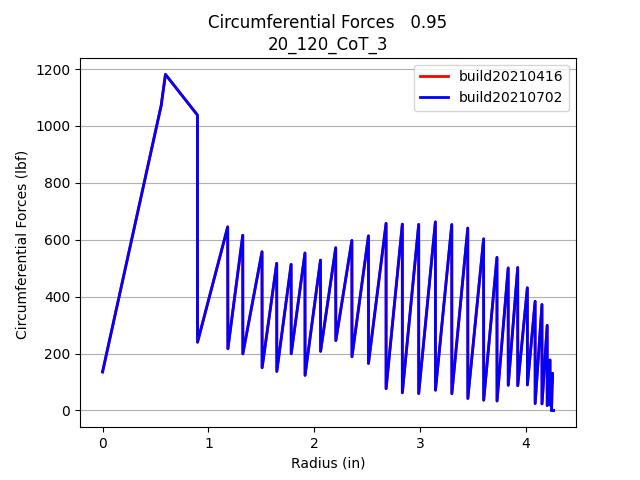 Circumferential Forces   0.95
20_120_CoT_3
build20210416
build20210702
1200
1000
800
600
400
200
0
Circumferential Forces (lbf)
0 1 2 3 4
Radius (in)